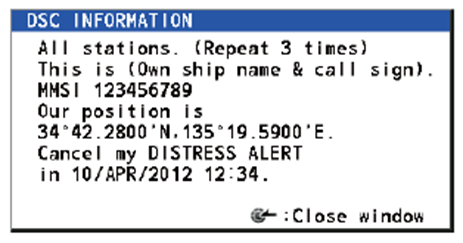 DSC INFORMATION
All stations. (Repeat 3 times)
This is (Own ship name & call sign).
MMSI 123456789
Our position is
34°42.2800'N,135°19.5900'E.
Cancel my DISTRESS ALERT
in 10/APR/2012 12:34.
:Close window